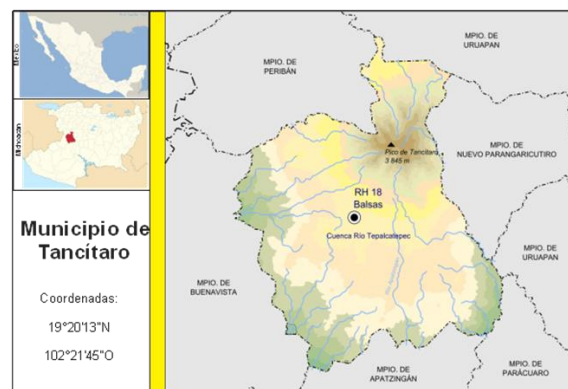 México
Michoacán
Municipio de
Tancítaro
Coordenadas:
19°20'13"N
102°21'45"O
MPIO. DE
URUAPAN
MPIO. DE
PERIBÁN
MPIO. DE
NUEVO PARANGARICUTIRO
Pico de Tancítaro
3 845 m
RH 18
Balsas
Cuenca Río Tepalcatepec
MPIO. DE
URUAPAN
MPIO. DE
BUENAVISTA
MPIO. DE
APATZINGÁN
MPIO. DE
PARÁCUARO